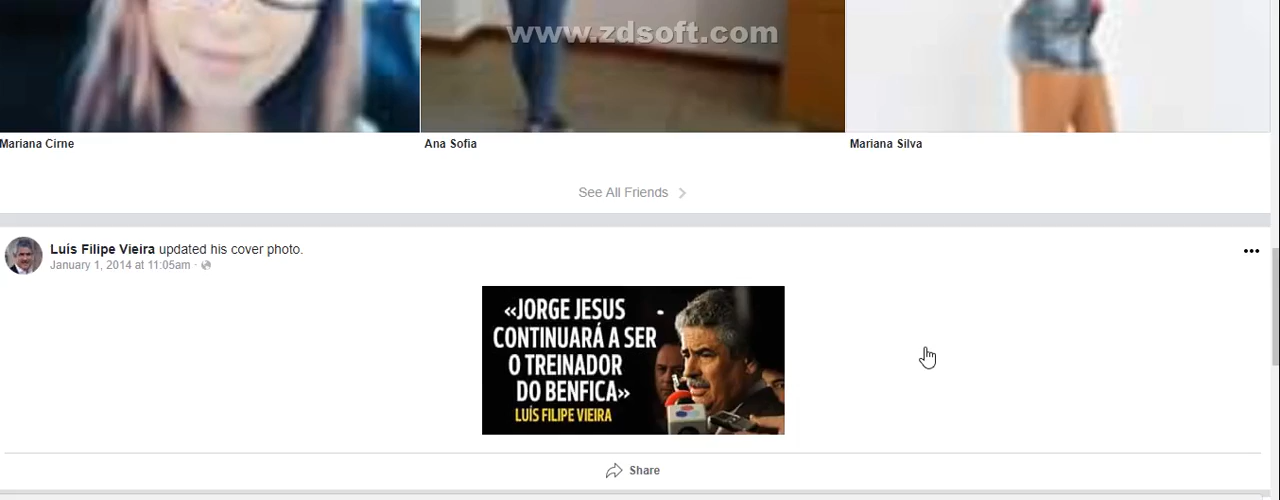 www.zdsoft.com
Mariana Cirne
Ana Sofia
Mariana Silva
See All Friends
Luís Filipe Vieira updated his cover photo.
January 1, 2014 at 11:05am ·
«JORGE JESUS
CONTINUARÁ A SER
O TREINADOR
DO BENFICA»
LUÍS FILIPE VIEIRA
Share